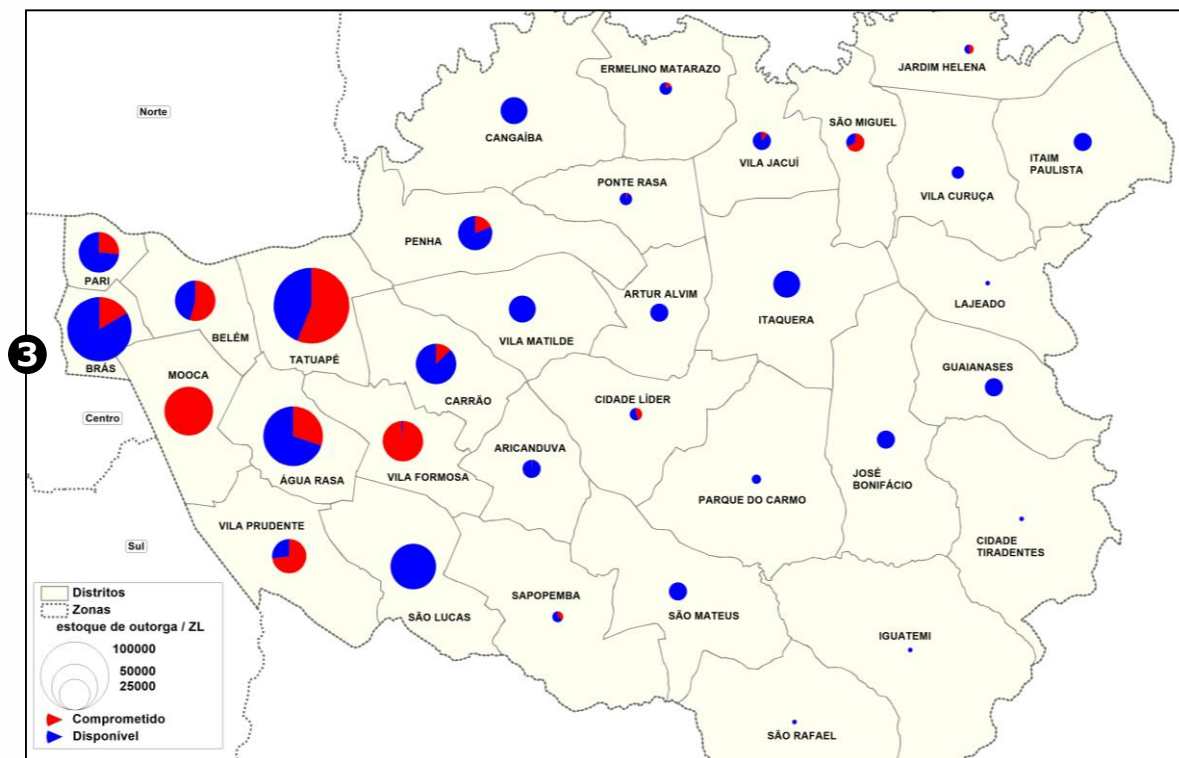 ERMELINO MATARAZO
JARDIM HELENA
Norte
CANGAÍBA
SÃO MIGUEL
VILA JACUÍ
ITAIM
PAULISTA
PONTE RASA
VILA CURUÇA
PENHA
PARI
ARTUR ALVIM
ITAQUERA
LAJEADO
BELÉM
VILA MATILDE
TATUAPÉ
3
BRÁS
MOOCA
GUAIANASES
CARRÃO
CIDADE LÍDER
Centro
ARICANDUVA
ÁGUA RASA
VILA FORMOSA
JOSÉ
BONIFÁCIO
PARQUE DO CARMO
VILA PRUDENTE
CIDADE
TIRADENTES
Sul
SAPOPEMBA
SÃO LUCAS
SÃO MATEUS
IGUATEMI
SÃO RAFAEL
Distritos
Zonas
estoque de outorga / ZL
100000
50000
25000
Comprometido
Disponível